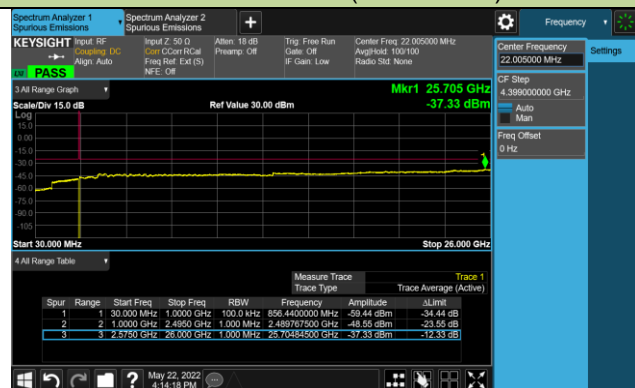 Spectrum Analyzer 1
Spurious Emissions
Spectrum Analyzer 2
Spurious Emissions
Frequency
KEYSIGHT
Input: RF
Coupling: DC
Align: Auto
Input Z: 50 Ω
Corr CCorr RCal
Freq Ref: Ext (S)
NFE: Off
Atten: 18 dB
Preamp: Off
Trig: Free Run
Gate: Off
IF Gain: Low
Center Freq: 22.005000 MHz
Avg|Hold: 100/100
Radio Std: None
PASS
Center Frequency
22.005000 MHz
Settings
CF Step
4.399000000 GHz
Auto
Man
Freq Offset
0 Hz
3 All Range Graph
Mkr1 25.705 GHz
Scale/Div 15.0 dB
Ref Value 30.00 dBm
-37.33 dBm
Log
15.0
0.00
-15.0
-30.0
-45.0
-60.0
-75.0
-90.0
-105
1
Start 30.000 MHz
Stop 26.000 GHz
4 All Range Table
Measure Trace Trace 1
Trace Type Trace Average (Active)
Spur Range Start Freq Stop Freq RBW Frequency Amplitude ΔLimit
1 1 30.000 MHz 1.0000 GHz 100.0 kHz 856.4400000 MHz -59.44 dBm -34.44 dB
2 2 1.0000 GHz 2.4950 GHz 1.000 MHz 2.489767500 GHz -48.55 dBm -23.55 dB
3 3 2.5750 GHz 26.000 GHz 1.000 MHz 25.70484500 GHz -37.33 dBm -12.33 dB
May 22, 2022
4:14:18 PM